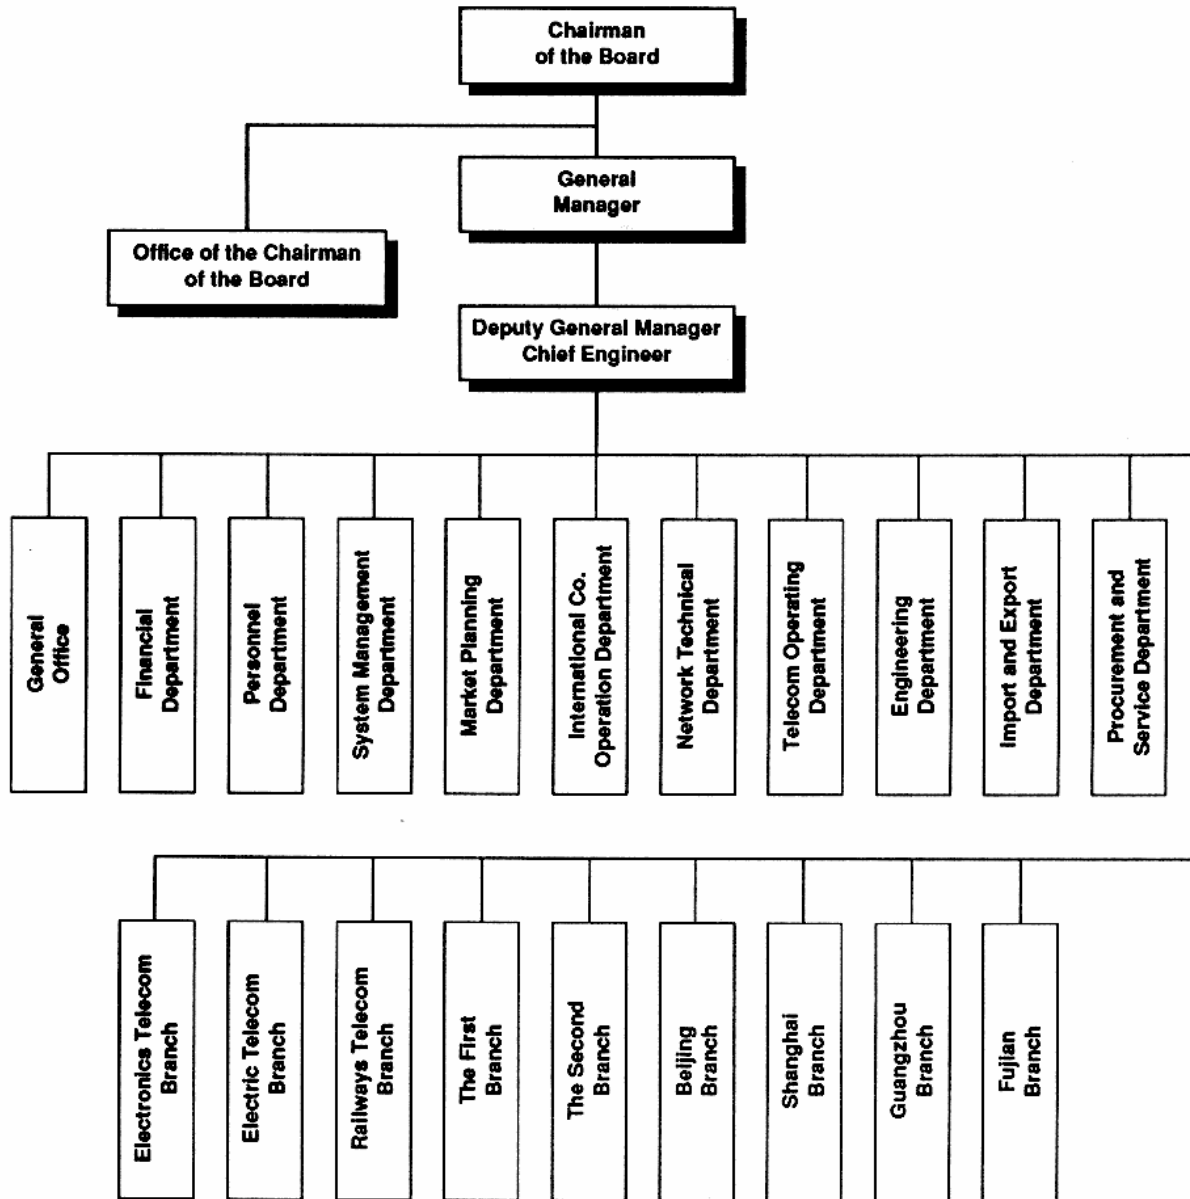 Chairman
of the Board
General
Manager
Office of the Chairman
of the Board
Deputy General Manager
Chief Engineer
General
Office
Financial
Department
Personnel
Department
System Management
Department
Market Planning
Department
International Co.
Operation Department
Network Technical
Department
Telecom Operating
Department
Engineering
Department
Import and Export
Department
Procurement and
Service Department
Electronics Telecom
Branch
Electric Telecom
Branch
Railways Telecom
Branch
The First
Branch
The Second
Branch
Beijing
Branch
Shanghai
Branch
Guangzhou
Branch
Fujian
Branch